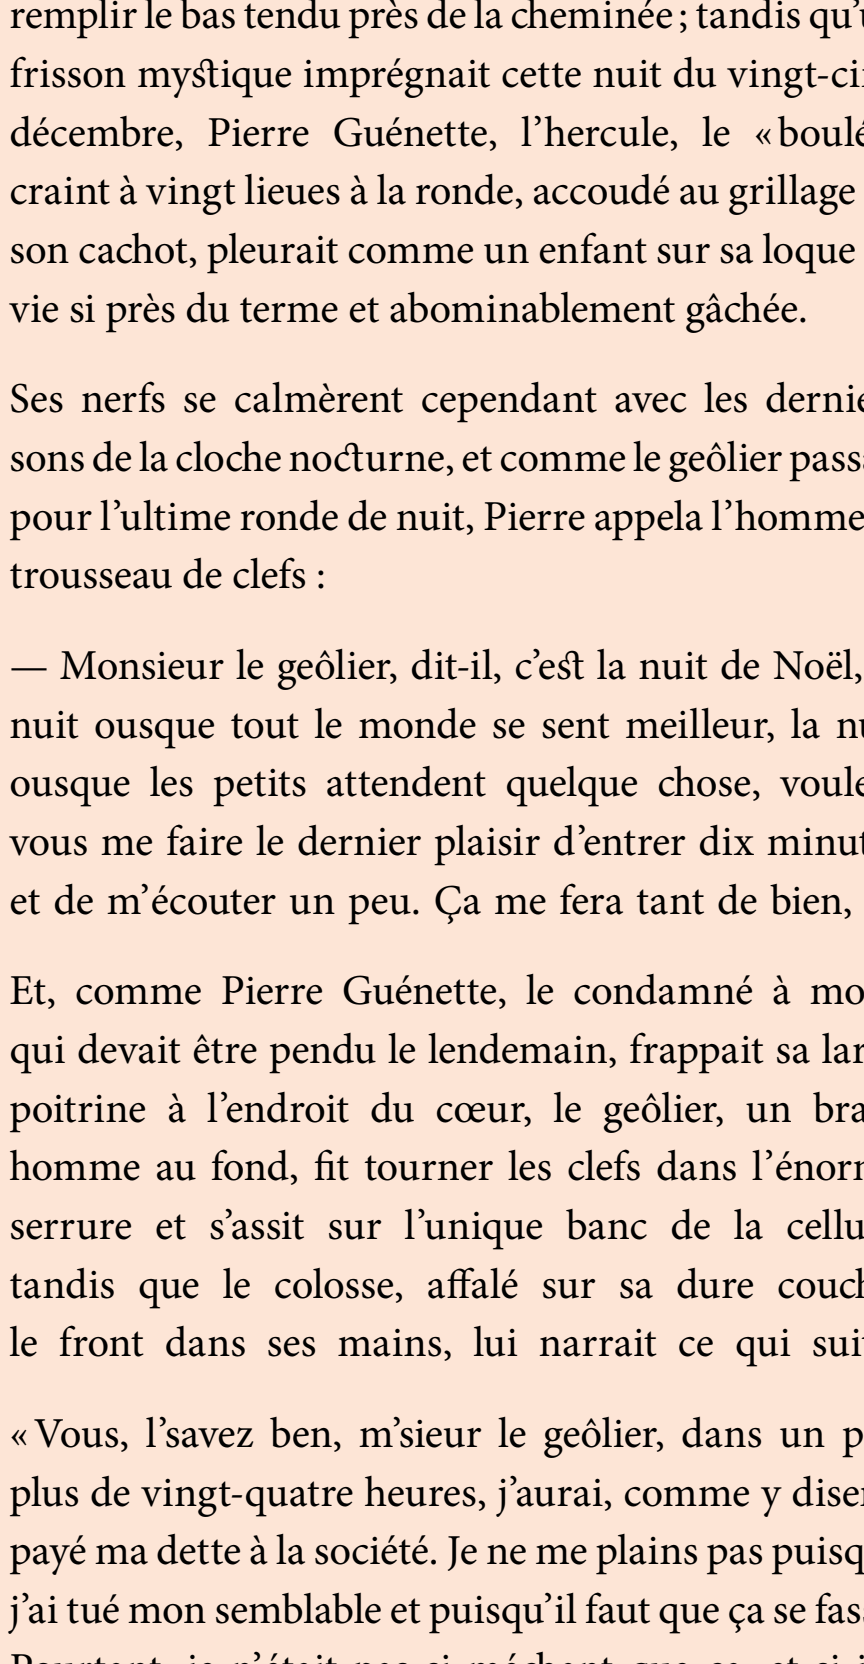 remplir le bas tendu près de la cheminée ; tandis qu'u
frisson mystique imprégnait cette nuit du vingt-ci
décembre, Pierre Guénette, l’hercule, le « boulé
craint à vingt lieues à la ronde, accoudé au grillage
son cachot, pleurait comme un enfant sur sa loque
vie si près du terme et abominablement gâchée.
Ses nerfs se calmèrent cependant avec les dernie
sons de la cloche nocturne, et comme le geôlier pass
pour l’ultime ronde de nuit, Pierre appela l’homme
trousseau de clefs :
— Monsieur le geôlier, dit-il, c’est la nuit de Noël,
nuit ousque tout le monde se sent meilleur, la nu
ousque les petits attendent quelque chose, voule
vous me faire le dernier plaisir d’entrer dix minut
et de m’écouter un peu. Ça me fera tant de bien,
Et, comme Pierre Guénette, le condamné à mo
qui devait être pendu le lendemain, frappait sa lar
poitrine à l’endroit du cœur, le geôlier, un bra
homme au fond, fit tourner les clefs dans l’énorm
serrure et s’assit sur l’unique banc de la cellu
tandis que le colosse, affalé sur sa dure couch
le front dans ses mains, lui narrait ce qui suit
« Vous, l’savez ben, m’sieur le geôlier, dans un p
plus de vingt-quatre heures, j’aurai, comme y diser
payé ma dette à la société. Je ne me plains pas puisq
j’ai tué mon semblable et puisqu’il faut que ça se fass